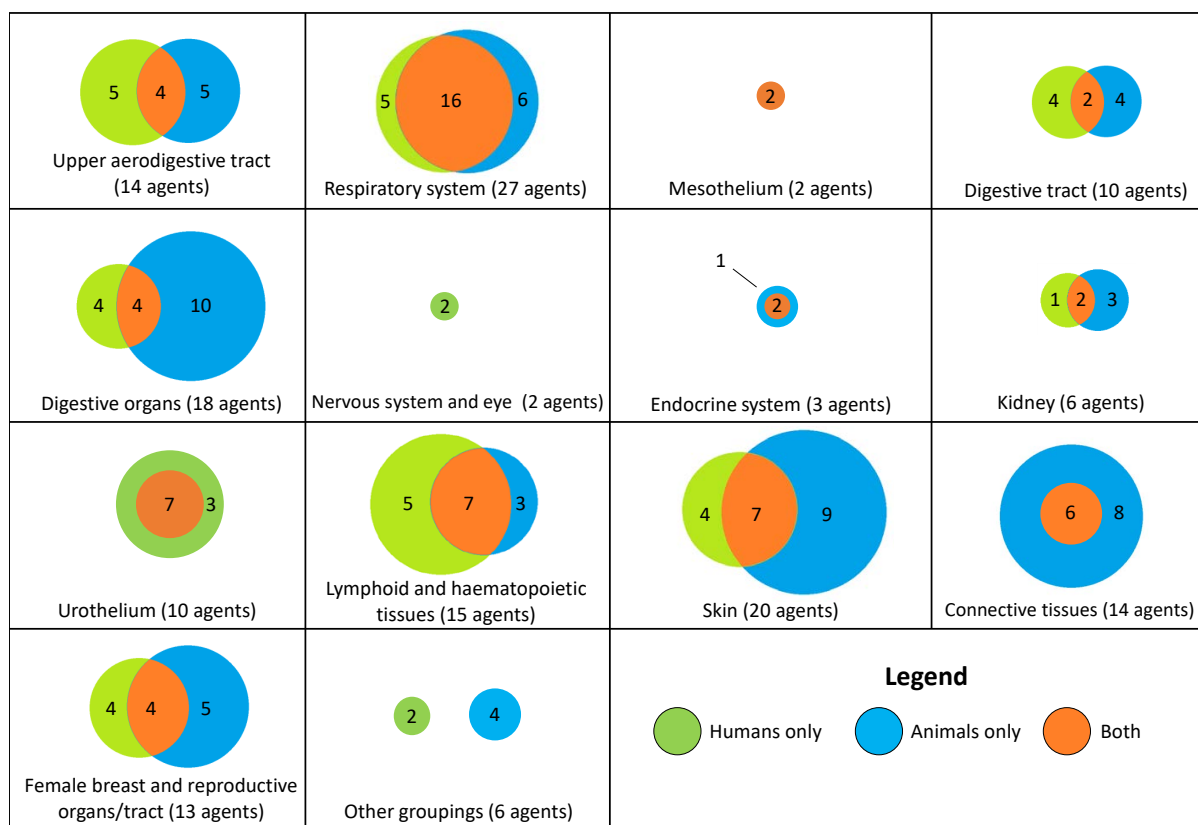 5 4 5
Upper aerodigestive tract
(14 agents)
5 16 6
Respiratory system (27 agents)
2
Mesothelium (2 agents)
4 2 4
Digestive tract (10 agents)
4 4 10
Digestive organs (18 agents)
2
Nervous system and eye (2 agents)
1
2
Endocrine system (3 agents)
1 2 3
Kidney (6 agents)
7 3
Urothelium (10 agents)
5 7 3
Lymphoid and haematopoietic
tissues (15 agents)
4 7 9
Skin (20 agents)
6 8
Connective tissues (14 agents)
4 4 5
Female breast and reproductive
organs/tract (13 agents)
2 4
Other groupings (6 agents)
Legend
Humans only Animals only Both